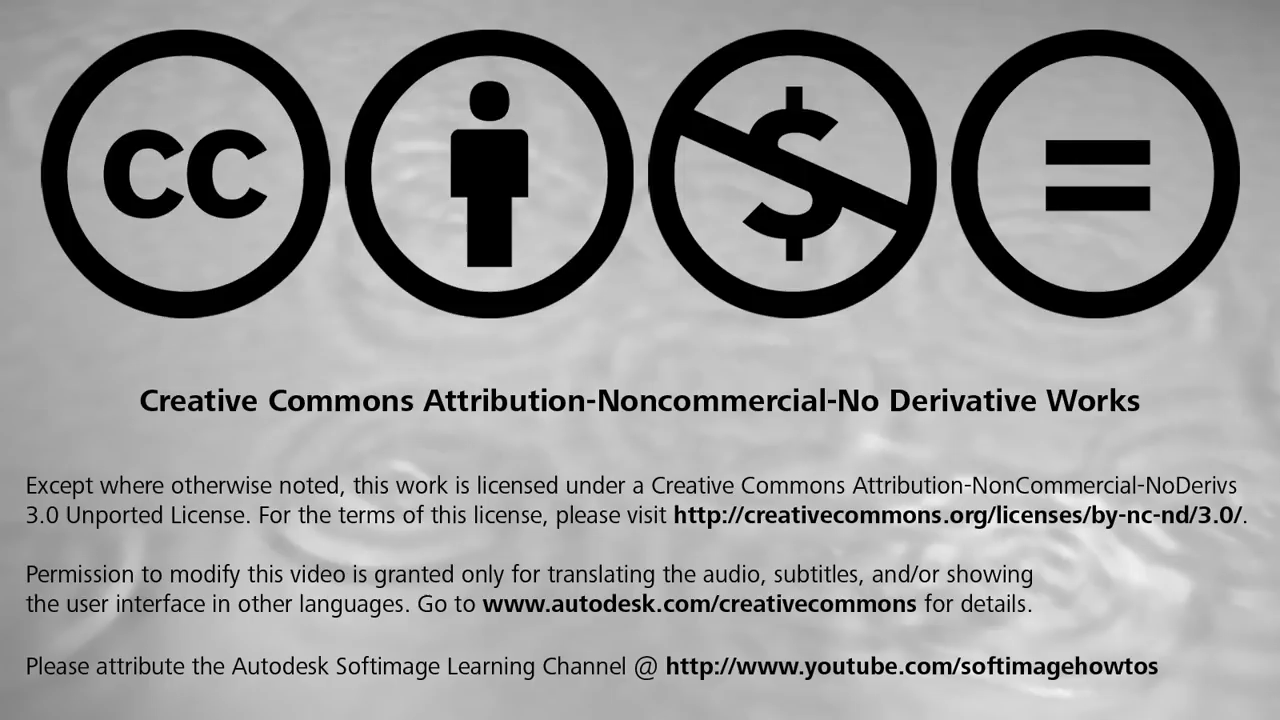 cc
$
=
Creative Commons Attribution-Noncommercial-No Derivative Works
Except where otherwise noted, this work is licensed under a Creative Commons Attribution-NonCommercial-NoDerivs
3.0 Unported License. For the terms of this license, please visit http://creativecommons.org/licenses/by-nc-nd/3.0/.
Permission to modify this video is granted only for translating the audio, subtitles, and/or showing
the user interface in other languages. Go to www.autodesk.com/creativecommons for details.
Please attribute the Autodesk Softimage Learning Channel @ http://www.youtube.com/softimagehowtos